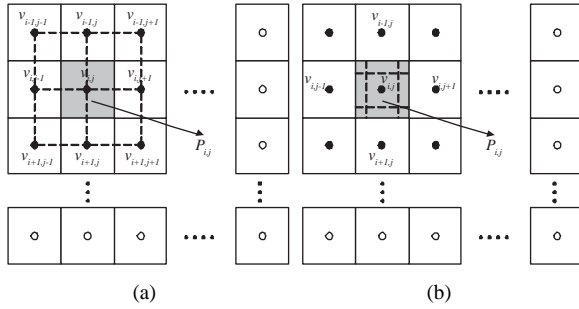 v_{i-1,j-1} v_{i-1,j} v_{i-1,j+1} v_{i-1,j}
v_{i,j-1} v_{i,j} v_{i,j+1} v_{i,j-1} v_{i,j} v_{i,j+1}
P_{i,j} P_{i,j}
v_{i+1,j-1} v_{i+1,j} v_{i+1,j+1} v_{i+1,j}
(a) (b)